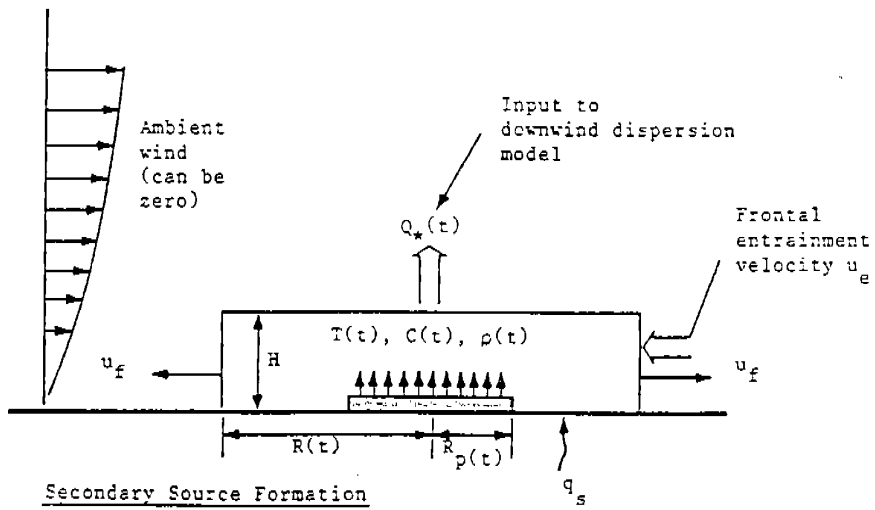 Ambient
wind
(can be
zero)
Input to
downwind dispersion
model
Q*(t)
Frontal
entrainment
velocity u_e
T(t), C(t), ρ(t)
H
u_f
u_f
R(t)
R_p(t)
q_s
Secondary Source Formation